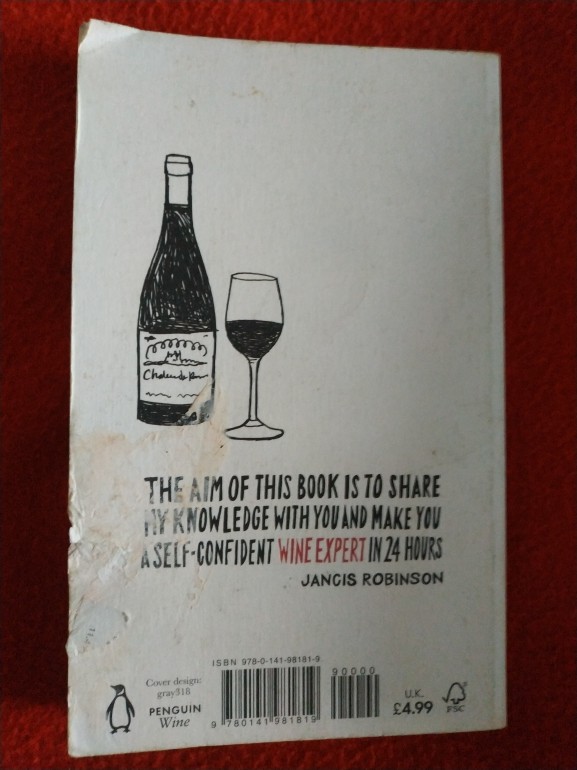 THE AIM OF THIS BOOK IS TO SHARE
MY KNOWLEDGE WITH YOU AND MAKE YOU
A SELF-CONFIDENT WINE EXPERT IN 24 HOURS
JANCIS ROBINSON
ISBN 978-0-141-98181-9
90000
Cover design:
gray318
PENGUIN
Wine
9 780141 981819
U.K.
£4.99
FSC